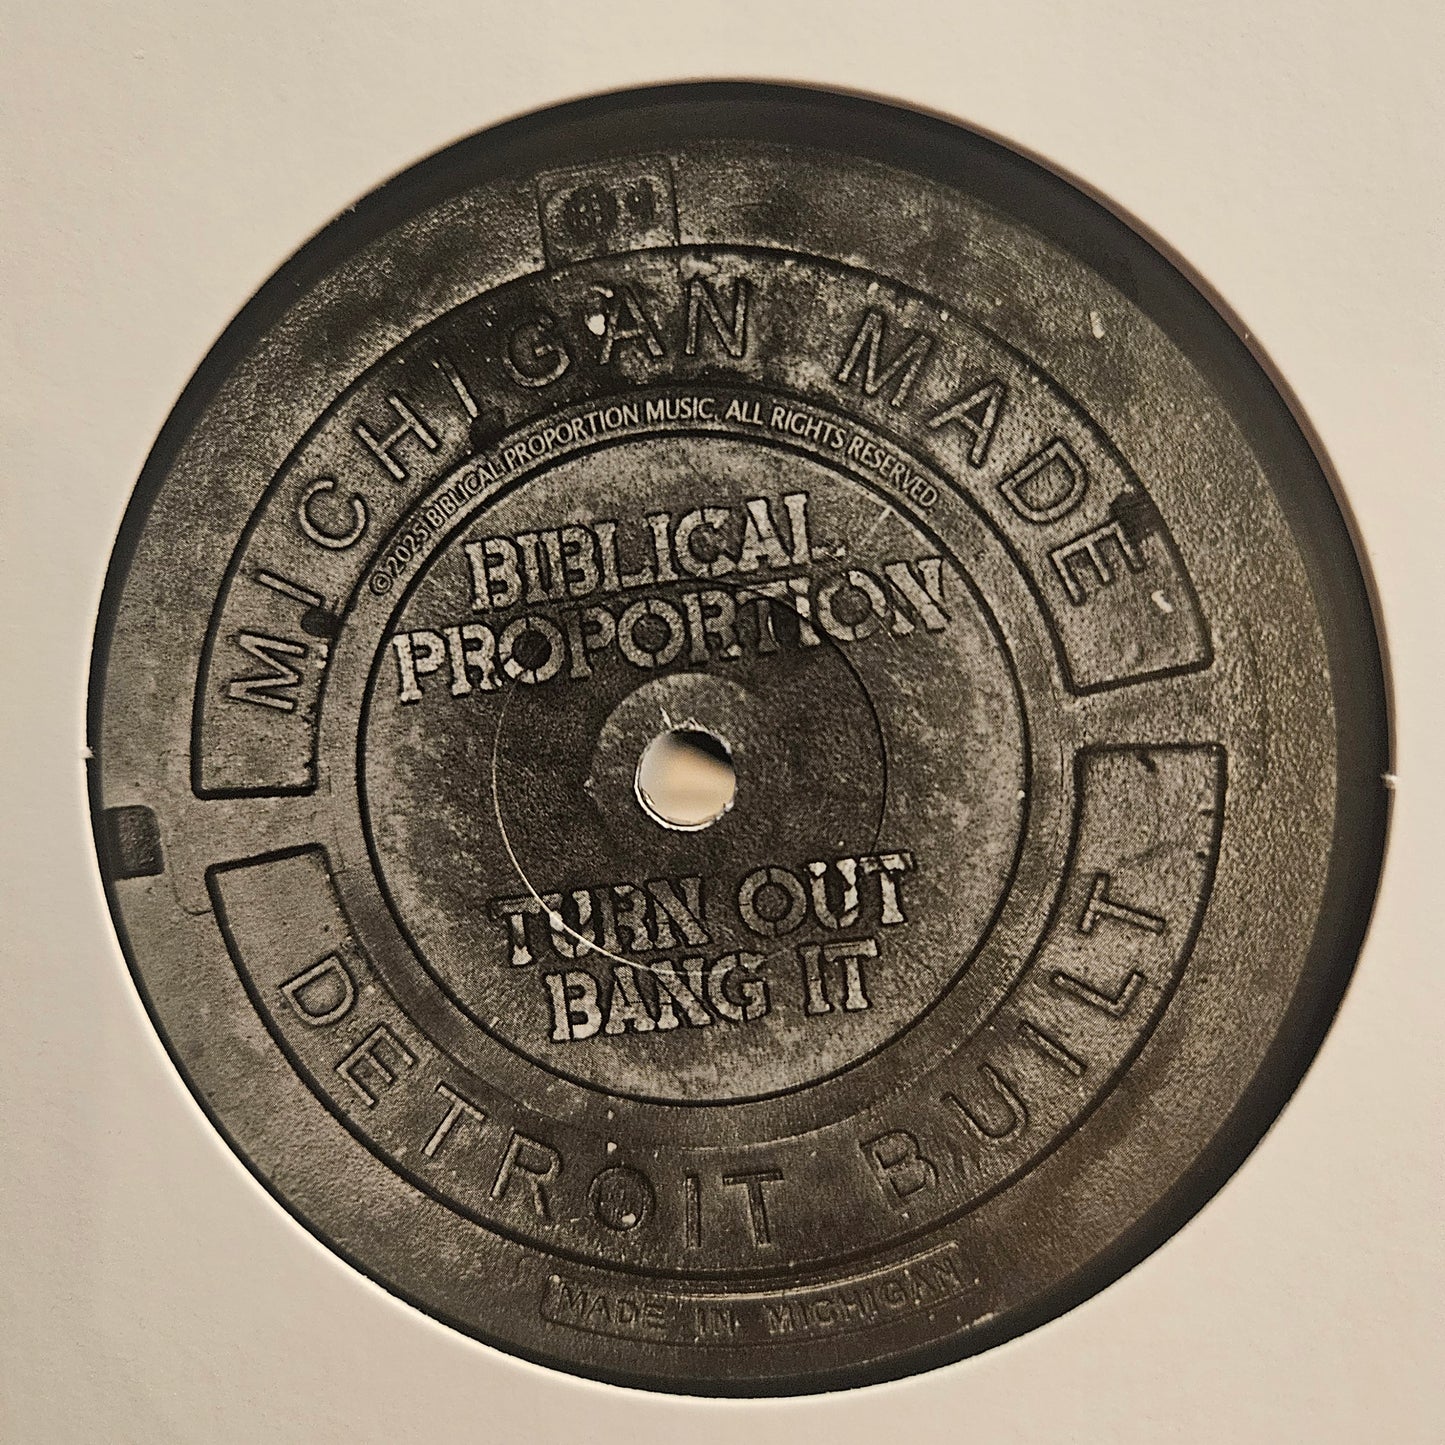 MICHIGAN MADE
©2025 BIBLICAL PROPORTION MUSIC, ALL RIGHTS RESERVED.
BIBLICAL
PROPORTION
TURN OUT
BANG IT
DETROIT BUILT
MADE IN MICHIGAN